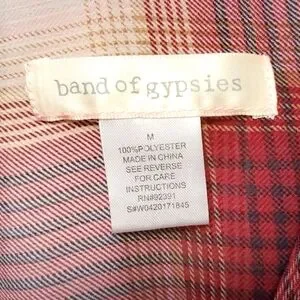 band of gypsies
M
100%POLYESTER
MADE IN CHINA
SEE REVERSE
FOR CARE
INSTRUCTIONS
RN#92391
S#W0420171845